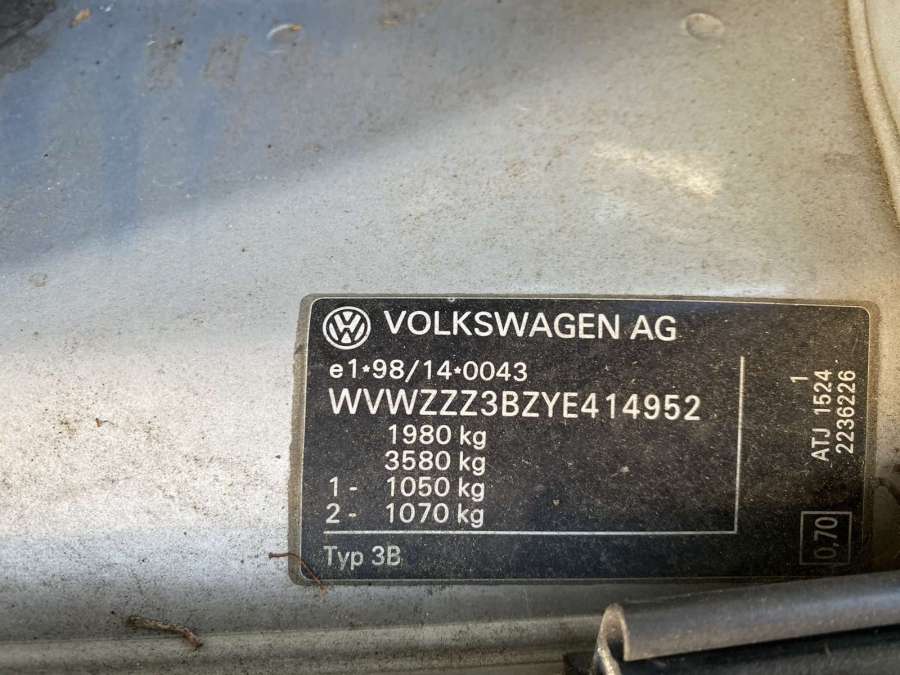 VOLKSWAGEN AG
e1*98/14*0043
WVWZZZ3BZYE414952
1980 kg
3580 kg
1 - 1050 kg
2 - 1070 kg
Typ 3B
1
ATJ 1524
2236226
0,70